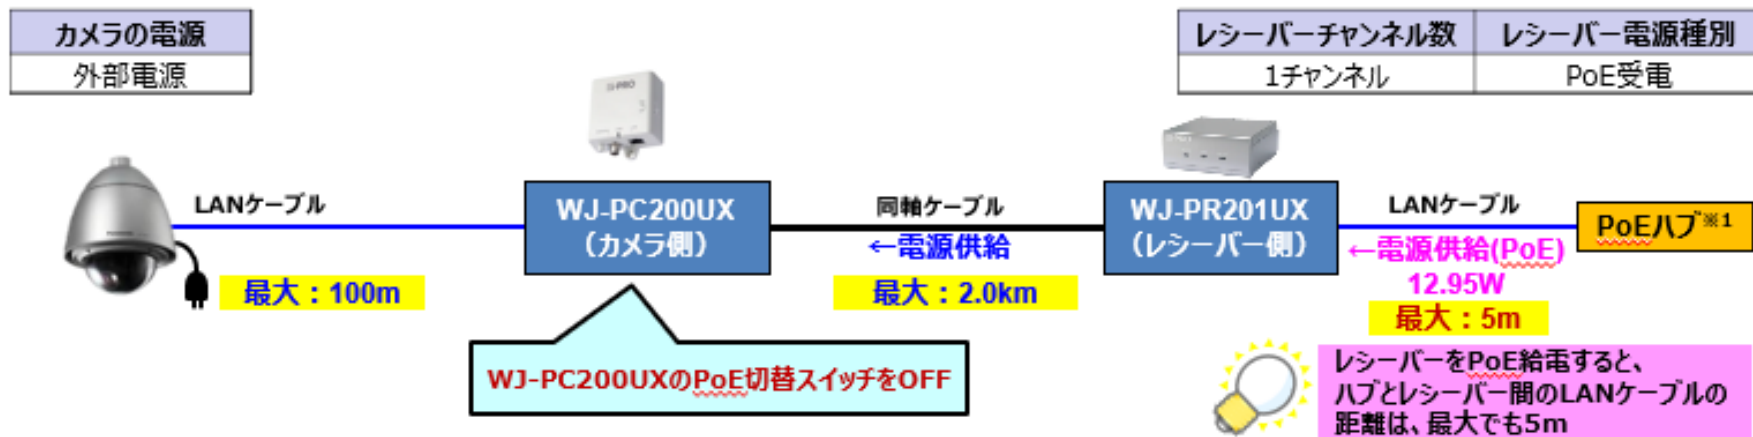 カメラの電源
外部電源
レシーバーチャンネル数 レシーバー電源種別
1チャンネル PoE受電
i-PRO
LANケーブル
最大：100m
WJ-PC200UX
（カメラ側）
同軸ケーブル
←電源供給
最大：2.0km
WJ-PR201UX
（レシーバー側）
LANケーブル
←電源供給(PoE)
12.95W
最大：5m
PoEハブ※1
WJ-PC200UXのPoE切替スイッチをOFF
レシーバーをPoE給電すると、
ハブとレシーバー間のLANケーブルの
距離は、最大でも5m